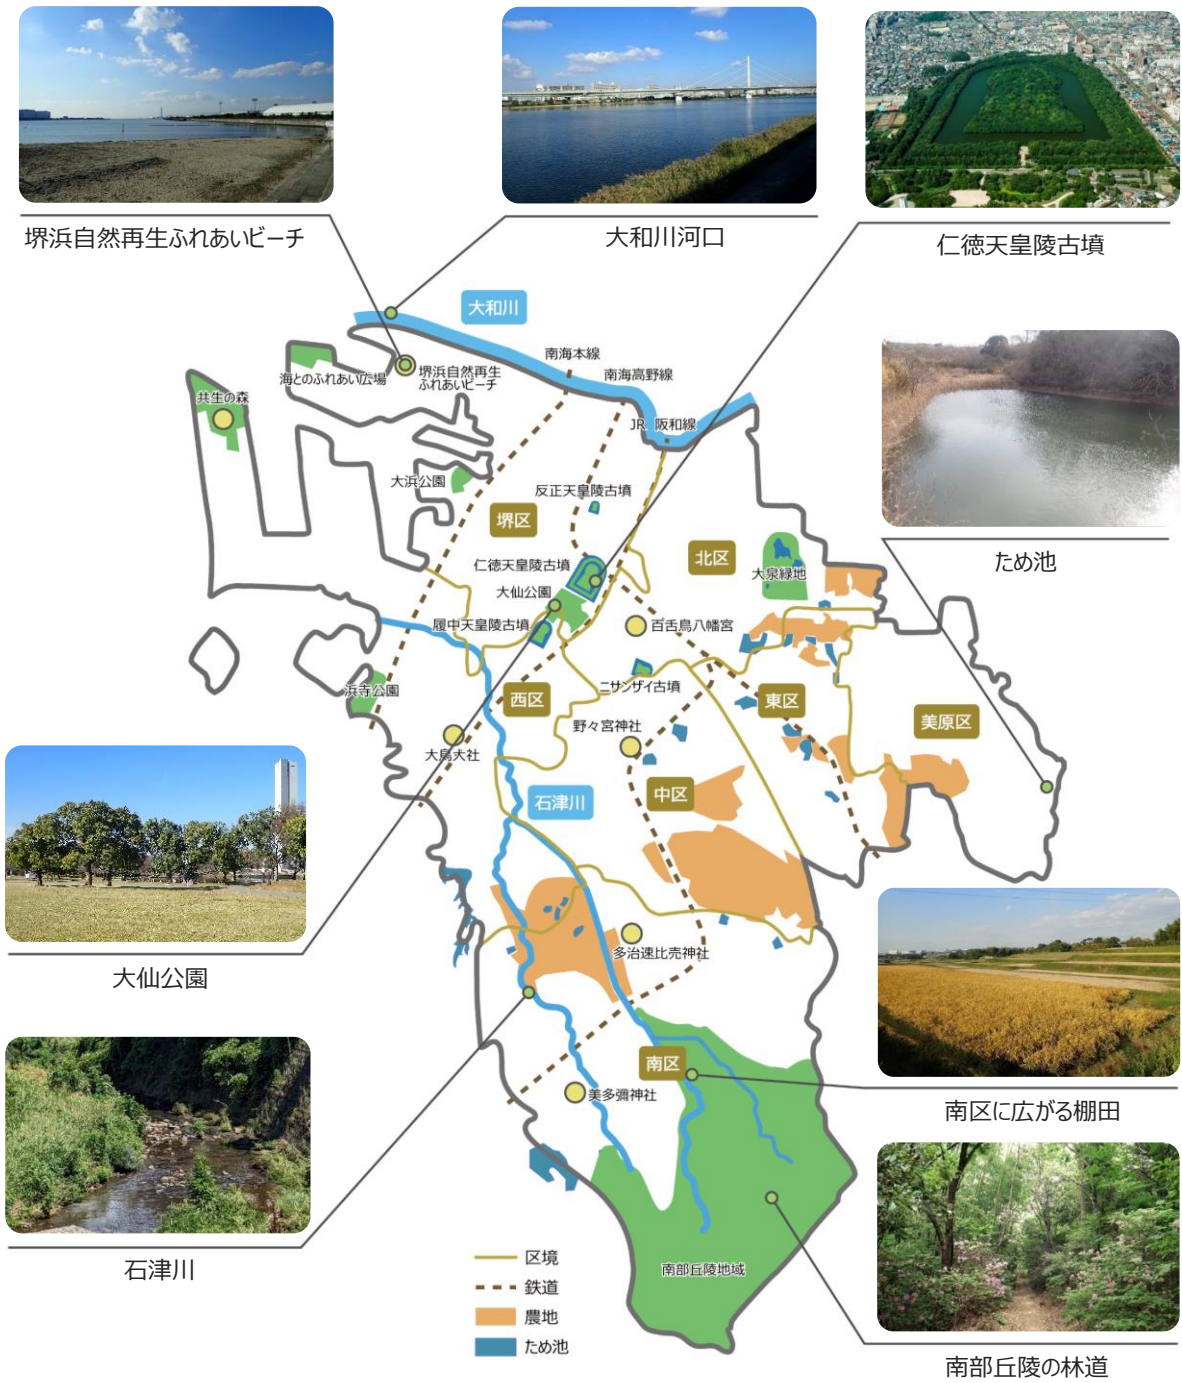 堺浜自然再生ふれあいビーチ
大和川河口
仁徳天皇陵古墳
大和川
南海本線
海とのふれあい広場
堺浜自然再生
ふれあいビーチ
南海高野線
共生の森
JR 阪和線
大浜公園
反正天皇陵古墳
堺区
北区
ため池
仁徳天皇陵古墳
大泉緑地
大仙公園
履中天皇陵古墳
百舌鳥八幡宮
浜寺公園
西区
ニサンザイ古墳
東区
美原区
野々宮神社
大鳥大社
石津川
中区
多治速比売神社
大仙公園
南区
美多彌神社
南区に広がる棚田
石津川
区境
南部丘陵地域
鉄道
農地
ため池
南部丘陵の林道